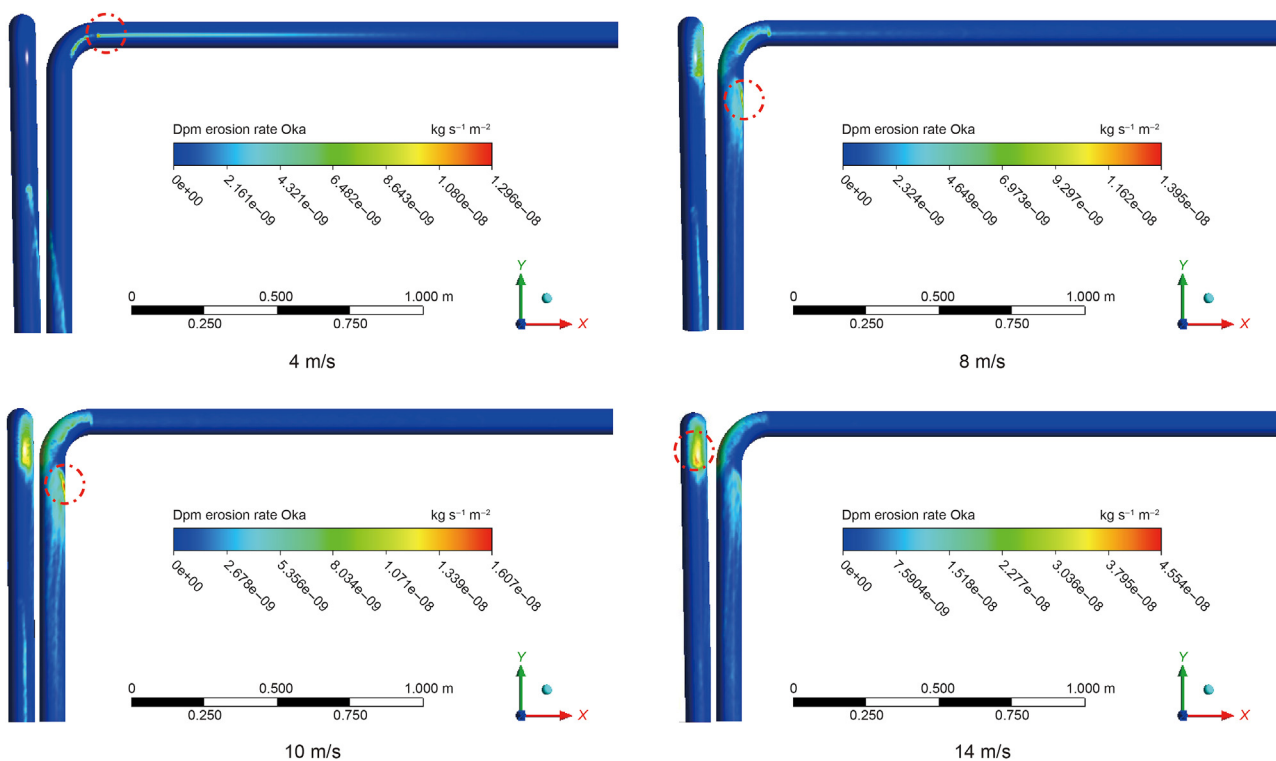 Dpm erosion rate Oka kg s⁻¹ m⁻²
0e+00 2.161e–09 4.321e–09 6.482e–09 8.643e–09 1.080e–08 1.296e–08
0 0.500 1.000 m
0.250 0.750
Y
X
4 m/s
Dpm erosion rate Oka kg s⁻¹ m⁻²
0e+00 2.324e–09 4.649e–09 6.973e–09 9.297e–09 1.162e–08 1.395e–08
0 0.500 1.000 m
0.250 0.750
Y
X
8 m/s
Dpm erosion rate Oka kg s⁻¹ m⁻²
0e+00 2.678e–09 5.356e–09 8.034e–09 1.071e–08 1.339e–08 1.607e–08
0 0.500 1.000 m
0.250 0.750
Y
X
10 m/s
Dpm erosion rate Oka kg s⁻¹ m⁻²
0e+00 7.5904e–09 1.518e–08 2.277e–08 3.036e–08 3.795e–08 4.554e–08
0 0.500 1.000 m
0.250 0.750
Y
X
14 m/s